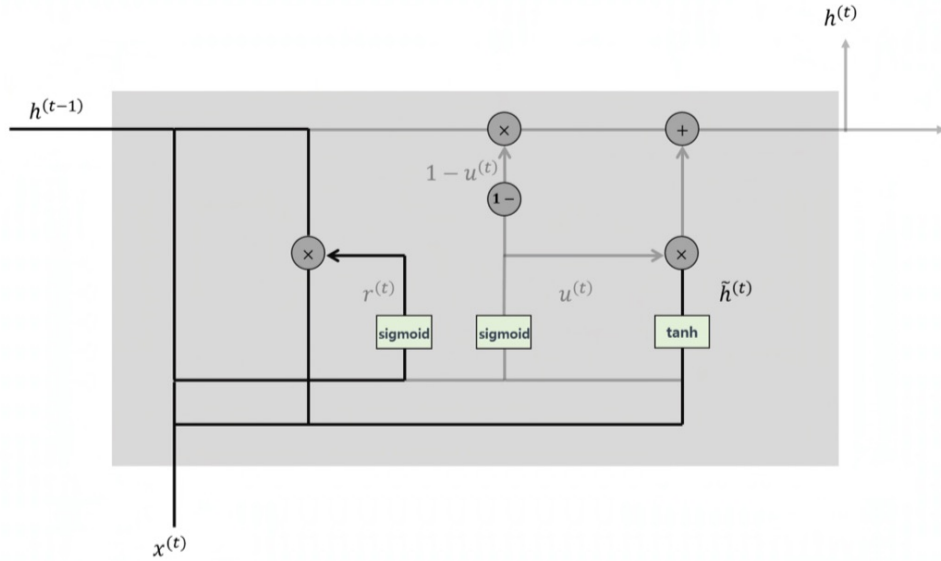 h^(t)
h^(t−1)
×
+
1 − u^(t)
1 −
×
×
r^(t)
u^(t)
h̃^(t)
sigmoid
sigmoid
tanh
x^(t)